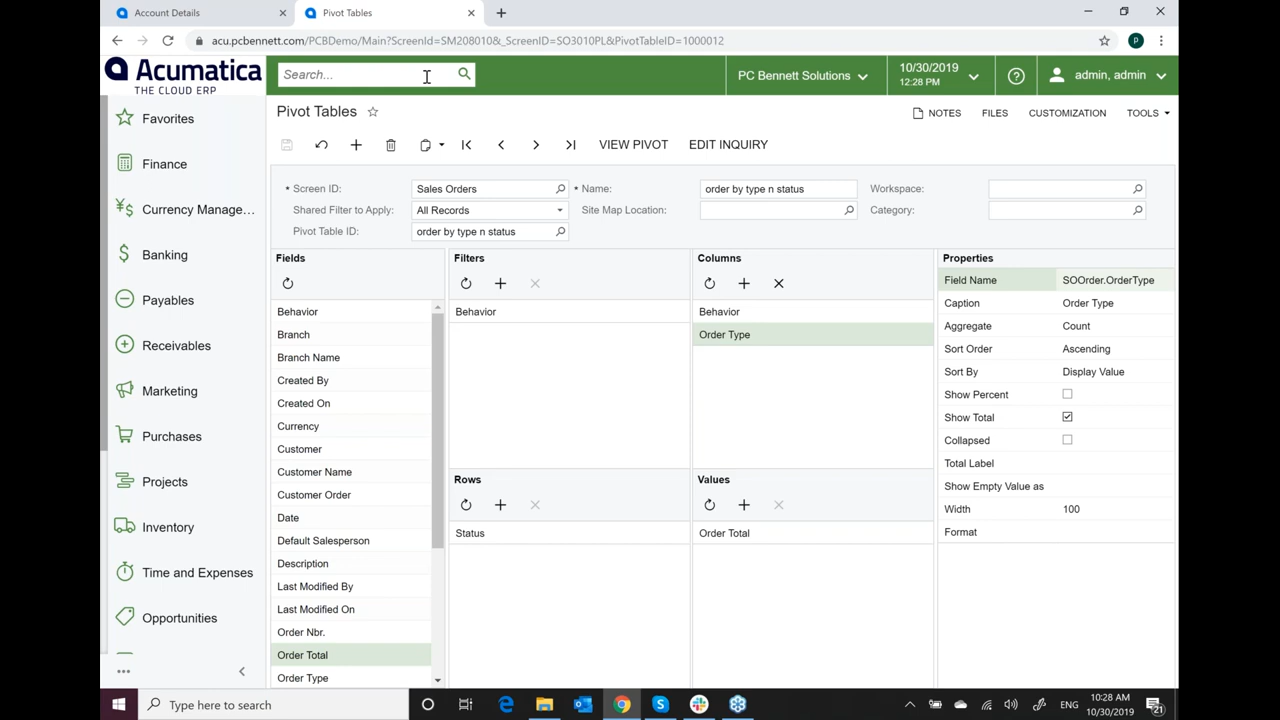 Account Details
Pivot Tables
acu.pcbennett.com/PCBDemo/Main?ScreenId=SM208010&_ScreenID=SO3010PL&PivotTableID=1000012
P
Acumatica
THE CLOUD ERP
Search...
PC Bennett Solutions
10/30/2019
12:28 PM
admin, admin
Favorites
Finance
Currency Manage...
Banking
Payables
Receivables
Marketing
Purchases
Projects
Inventory
Time and Expenses
Opportunities
Pivot Tables
NOTES
FILES
CUSTOMIZATION
TOOLS
VIEW PIVOT
EDIT INQUIRY
* Screen ID:
Sales Orders
* Name:
order by type n status
Workspace:
Shared Filter to Apply:
All Records
Site Map Location:
Category:
Pivot Table ID:
order by type n status
Fields
Behavior
Branch
Branch Name
Created By
Created On
Currency
Customer
Customer Name
Customer Order
Date
Default Salesperson
Description
Last Modified By
Last Modified On
Order Nbr.
Order Total
Order Type
Filters
Behavior
Columns
Behavior
Order Type
Rows
Status
Values
Order Total
Properties
Field Name SOOrder.OrderType
Caption Order Type
Aggregate Count
Sort Order Ascending
Sort By Display Value
Show Percent
Show Total
Collapsed
Total Label
Show Empty Value as
Width 100
Format
Type here to search
ENG
10:28 AM
10/30/2019
21